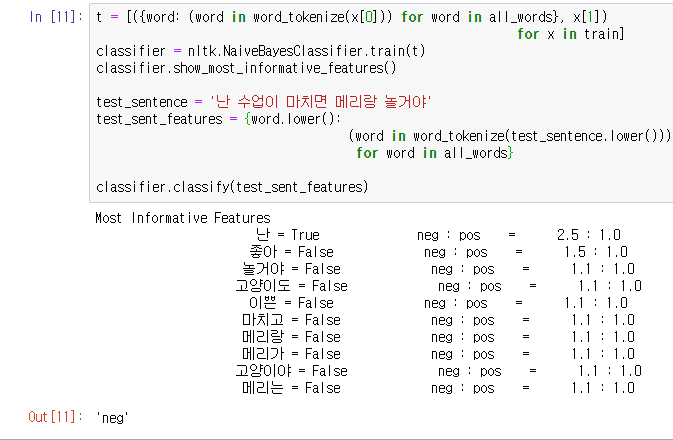 In [11]: t = [({word: (word in word_tokenize(x[0])) for word in all_words}, x[1])
for x in train]
classifier = nltk.NaiveBayesClassifier.train(t)
classifier.show_most_informative_features()
test_sentence = '난 수업이 마치면 메리랑 놀거야'
test_sent_features = {word.lower():
(word in word_tokenize(test_sentence.lower()))
for word in all_words}
classifier.classify(test_sent_features)
Most Informative Features
난 = True neg : pos = 2.5 : 1.0
좋아 = False neg : pos = 1.5 : 1.0
놀거야 = False neg : pos = 1.1 : 1.0
고양이도 = False neg : pos = 1.1 : 1.0
이쁜 = False neg : pos = 1.1 : 1.0
마치고 = False neg : pos = 1.1 : 1.0
메리랑 = False neg : pos = 1.1 : 1.0
메리가 = False neg : pos = 1.1 : 1.0
고양이야 = False neg : pos = 1.1 : 1.0
메리는 = False neg : pos = 1.1 : 1.0
Out[11]: 'neg'